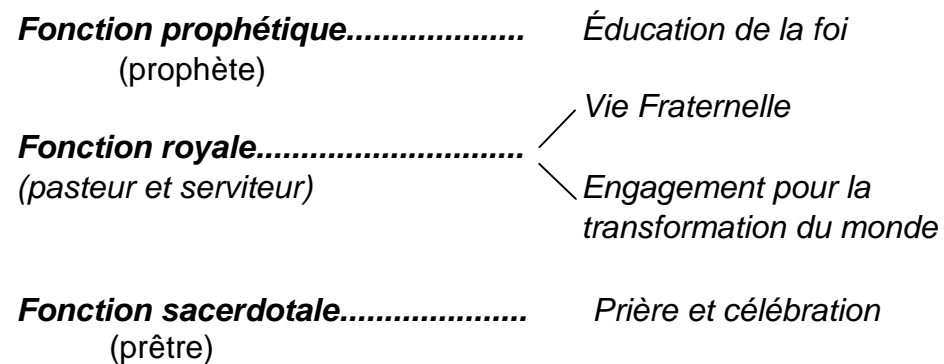 Fonction prophétique.................... Éducation de la foi
(prophète)
Vie Fraternelle
Fonction royale..............................
(pasteur et serviteur)
Engagement pour la
transformation du monde
Fonction sacerdotale..................... Prière et célébration
(prêtre)